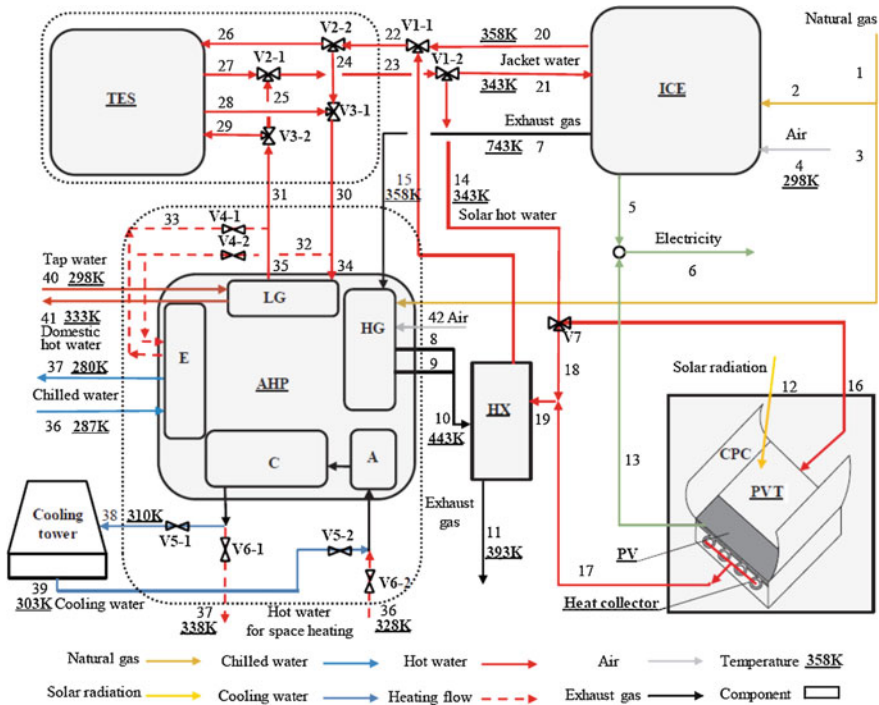 26
V2-2
22
V1-1
20
358K
Natural gas
27
V2-1
24
23
V1-2
Jacket water
1
TES
25
343K
21
ICE
2
28
V3-1
29
V3-2
Exhaust gas
Air
743K
7
4
298K
3
31
30
15
358K
14
343K
Solar hot water
5
33
V4-1
V4-2
32
Electricity
6
Tap water
40
298K
35
34
LG
41
333K
HG
42 Air
Domestic
hot water
V7
37
280K
E
8
AHP
9
18
Solar radiation
12
16
Chilled water
36
287K
10
443K
HX
19
CPC
C
A
13
PVT
Cooling
tower
38
310K
V5-1
V6-1
V5-2
Exhaust
gas
11
393K
PV
39
303K
Cooling water
V6-2
17
37
338K
Hot water
for space heating
36
328K
Heat collector
Natural gas
Chilled water
Hot water
Air
Temperature
358K
Solar radiation
Cooling water
Heating flow
Exhaust gas
Component